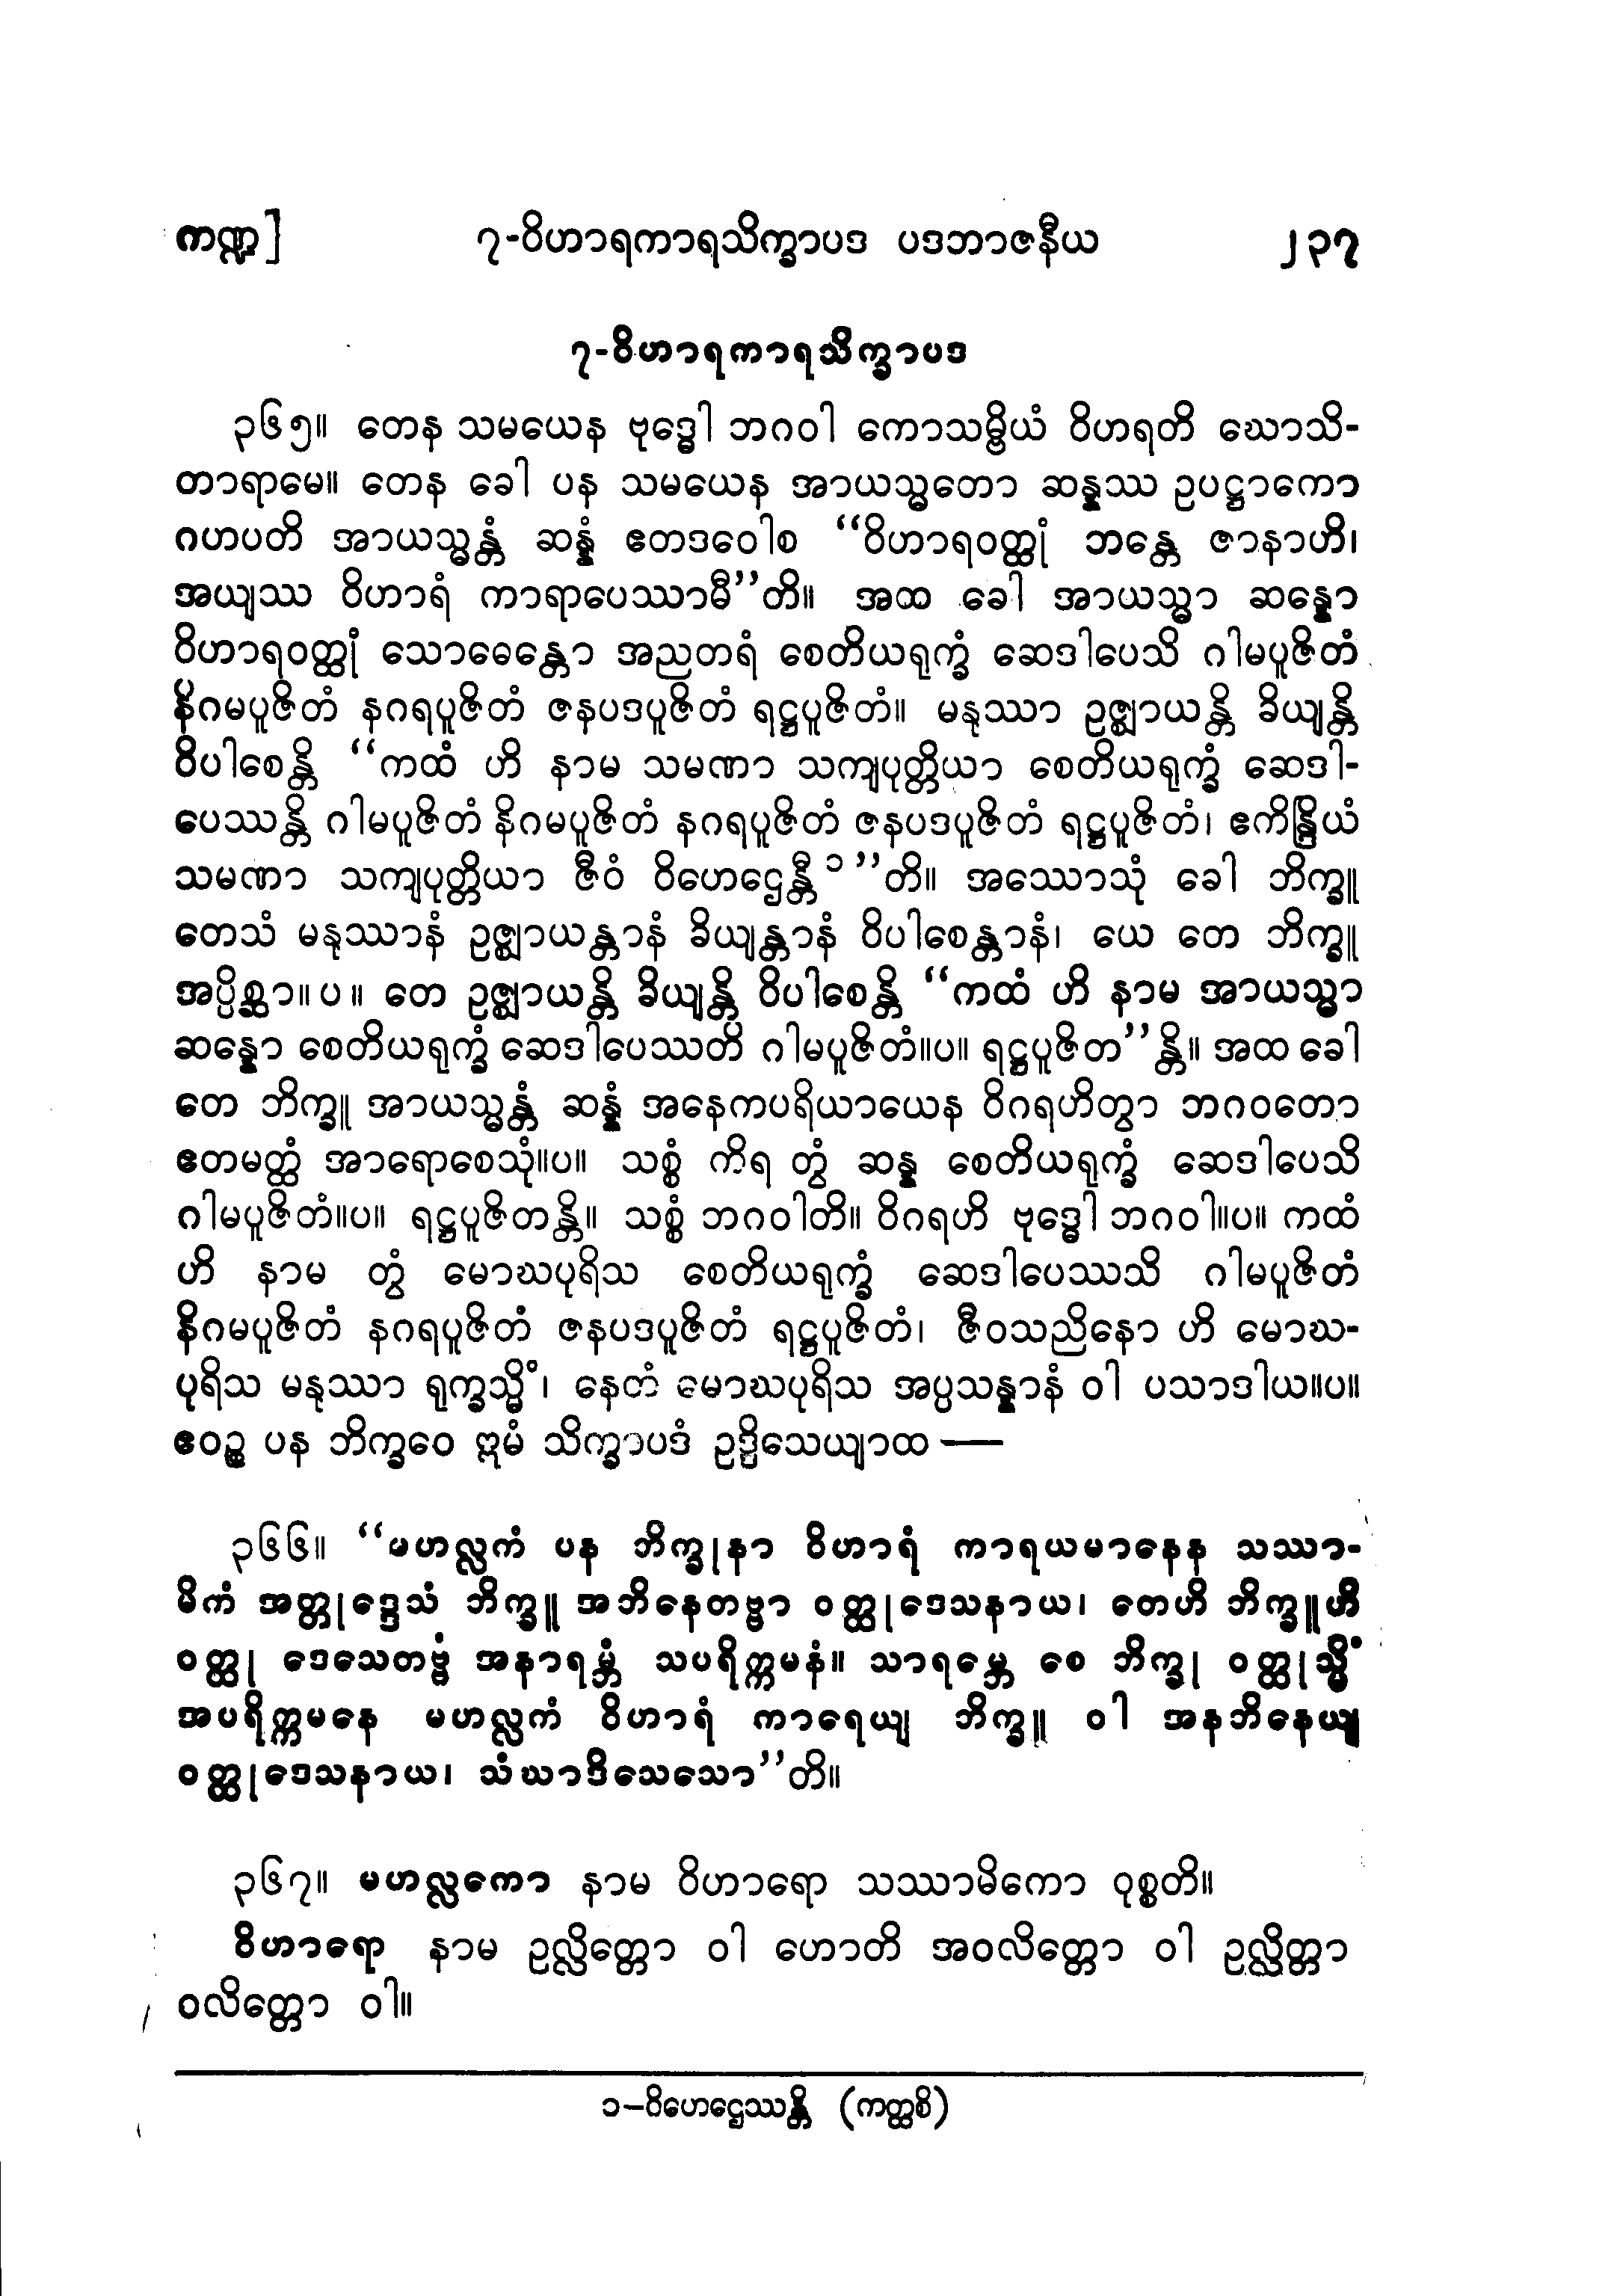 ကဏ္ဍ] ၇-ဝိဟာရကာရသိက္ခာပဒ ပဒဘာဇနီယ ၂၃၇
၇-ဝိဟာရကာရသိက္ခာပဒ
၃၆၅။ တေန သမယေန ဗုဒ္ဓေါ ဘဂဝါ ကောသမ္ဗိယံ ဝိဟရတိ ဃောသိ-
တာရာမေ။ တေန ခေါ ပန သမယေန အာယသ္မတော ဆန္နဿ ဥပဋ္ဌာကော
ဂဟပတိ အာယသ္မန္တံ ဆန္နံ ဧတဒဝေါစ “ဝိဟာရဝတ္ထုံ ဘန္တေ ဇာနာဟိ၊
အယျဿ ဝိဟာရံ ကာရာပေဿာမီ”တိ။ အထ ခေါ အာယသ္မာ ဆန္နော
ဝိဟာရဝတ္ထုံ သောဓေန္တော အညတရံ စေတိယရုက္ခံ ဆေဒါပေသိ ဂါမပူဇိတံ
နိဂမပူဇိတံ နဂရပူဇိတံ ဇနပဒပူဇိတံ ရဋ္ဌပူဇိတံ။ မနုဿာ ဥဇ္ဈာယန္တိ ခိယျန္တိ
ဝိပါစေန္တိ “ကထံ ဟိ နာမ သမဏာ သကျပုတ္တိယာ စေတိယရုက္ခံ ဆေဒါ-
ပေဿန္တိ ဂါမပူဇိတံ နိဂမပူဇိတံ နဂရပူဇိတံ ဇနပဒပူဇိတံ ရဋ္ဌပူဇိတံ၊ ဧကိန္ဒြိယံ
သမဏာ သကျပုတ္တိယာ ဇီဝံ ဝိဟေဌေန္တီ ၁”တိ။ အဿောသုံ ခေါ ဘိက္ခူ
တေသံ မနုဿာနံ ဥဇ္ဈာယန္တာနံ ခိယျန္တာနံ ဝိပါစေန္တာနံ၊ ယေ တေ ဘိက္ခူ
အပ္ပိစ္ဆာ။ပ။ တေ ဥဇ္ဈာယန္တိ ခိယျန္တိ ဝိပါစေန္တိ “ကထံ ဟိ နာမ အာယသ္မာ
ဆန္နော စေတိယရုက္ခံ ဆေဒါပေဿတိ ဂါမပူဇိတံ။ပ။ ရဋ္ဌပူဇိတ”န္တိ။ အထ ခေါ
တေ ဘိက္ခူ အာယသ္မန္တံ ဆန္နံ အနေကပရိယာယေန ဝိဂရဟိတွာ ဘဂဝတော
ဧတမတ္ထံ အာရောစေသုံ။ပ။ သစ္စံ ကိရ တွံ ဆန္န စေတိယရုက္ခံ ဆေဒါပေသိ
ဂါမပူဇိတံ။ပ။ ရဋ္ဌပူဇိတန္တိ။ သစ္စံ ဘဂဝါတိ။ ဝိဂရဟိ ဗုဒ္ဓေါ ဘဂဝါ။ပ။ ကထံ
ဟိ နာမ တွံ မောဃပုရိသ စေတိယရုက္ခံ ဆေဒါပေဿသိ ဂါမပူဇိတံ
နိဂမပူဇိတံ နဂရပူဇိတံ ဇနပဒပူဇိတံ ရဋ္ဌပူဇိတံ၊ ဇီဝသညိနော ဟိ မောဃ-
ပုရိသ မနုဿာ ရုက္ခသ္မိံ၊ နေတံ မောဃပုရိသ အပ္ပသန္နာနံ ဝါ ပသာဒါယ။ပ။
ဧဝဉ္စ ပန ဘိက္ခဝေ ဣမံ သိက္ခာပဒံ ဥဒ္ဒိသေယျာထ —
၃၆၆။ “မဟလ္လကံ ပန ဘိက္ခုနာ ဝိဟာရံ ကာရယမာနေန သဿာ-
မိကံ အတ္တုဒ္ဒေသံ ဘိက္ခူ အဘိနေတဗ္ဗာ ဝတ္ထုဒေသနာယ၊ တေဟိ ဘိက္ခူဟိ
ဝတ္ထု ဒေသေတဗ္ဗံ အနာရမ္ဘံ သပရိက္ကမနံ။ သာရမ္ဘေ စေ ဘိက္ခု ဝတ္ထုသ္မိံ
အပရိက္ကမနေ မဟလ္လကံ ဝိဟာရံ ကာရေယျ ဘိက္ခူ ဝါ အနဘိနေယျ
ဝတ္ထုဒေသနာယ၊ သံဃာဒိသေသော”တိ။
၃၆၇။ မဟလ္လကော နာမ ဝိဟာရော သဿာမိကော ဝုစ္စတိ။
ဝိဟာရော နာမ ဥလ္လိတ္တော ဝါ ဟောတိ အဝလိတ္တော ဝါ ဥလ္လိတ္တာ
ဝလိတ္တော ဝါ။
၁–ဝိဟေဌေဿန္တိ (ကတ္ထစိ)